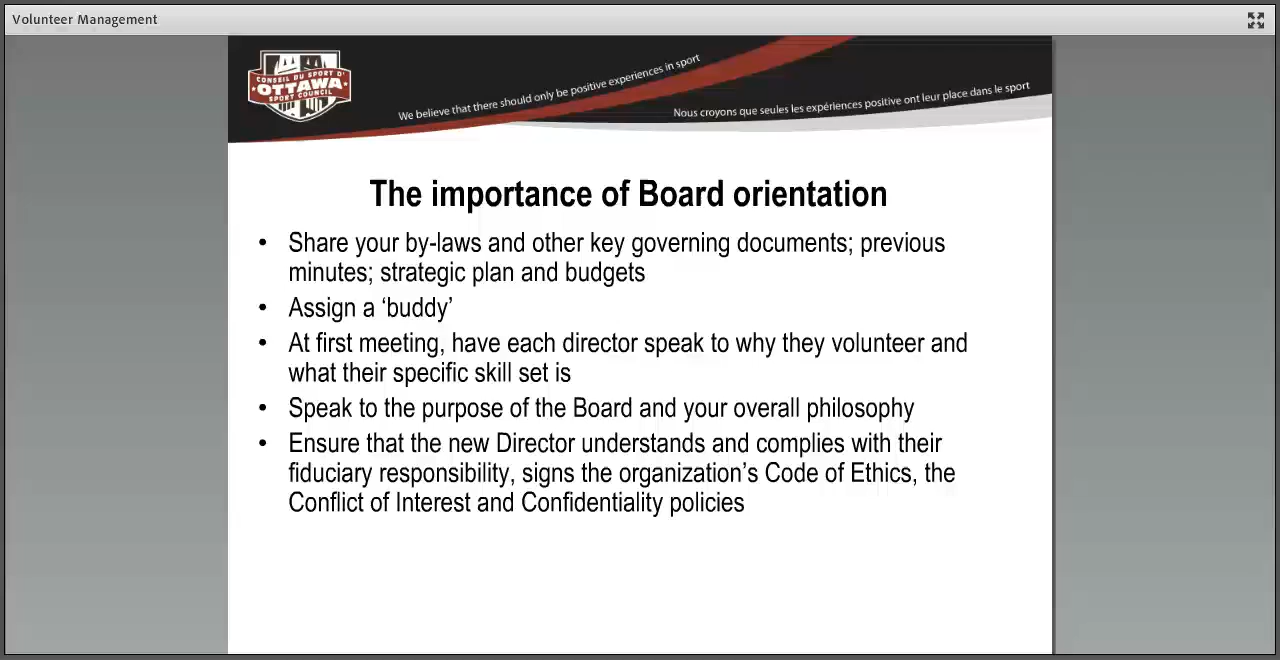 Volunteer Management
CONSEIL DU SPORT D'
OTTAWA
SPORT COUNCIL
We believe that there should only be positive experiences in sport
Nous croyons que seules les expériences positive ont leur place dans le sport
The importance of Board orientation
• Share your by-laws and other key governing documents; previous
minutes; strategic plan and budgets
• Assign a ‘buddy’
• At first meeting, have each director speak to why they volunteer and
what their specific skill set is
• Speak to the purpose of the Board and your overall philosophy
• Ensure that the new Director understands and complies with their
fiduciary responsibility, signs the organization’s Code of Ethics, the
Conflict of Interest and Confidentiality policies